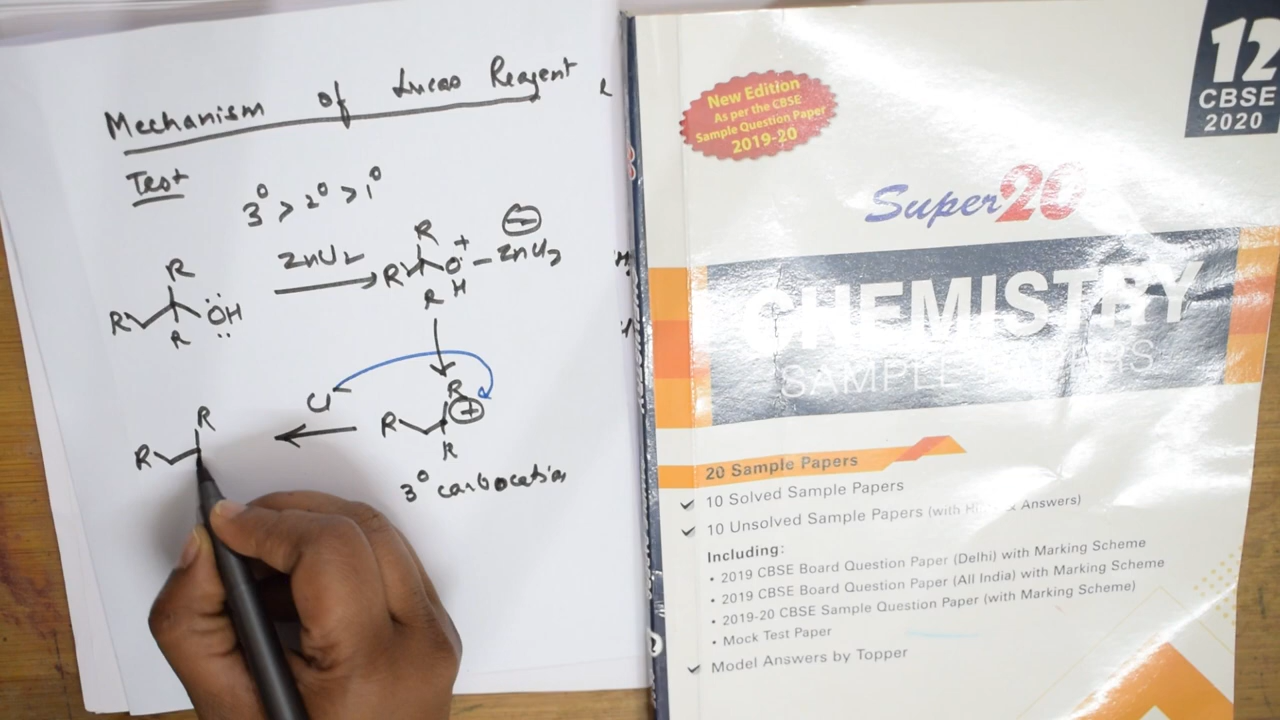 Mechanism of Lucas Reagent
Test
3° > 2° > 1°
R
R
OH
R
ZnCl₂
R
R
O⁺ - ZnCl₂
⊖
H
R
Cl⁻
R
R
⊕
R
3° carbocation
R
R
12
CBSE
2020
New Edition
As per the CBSE
Sample Question Paper
2019-20
Super20
CHEMISTRY
SAMPLE PAPERS
20 Sample Papers
10 Solved Sample Papers
10 Unsolved Sample Papers (with Hints & Answers)
Including:
• 2019 CBSE Board Question Paper (Delhi) with Marking Scheme
• 2019 CBSE Board Question Paper (All India) with Marking Scheme
• 2019-20 CBSE Sample Question Paper (with Marking Scheme)
• Mock Test Paper
Model Answers by Topper